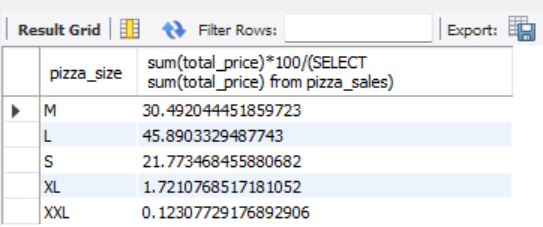 Result Grid Filter Rows: Export:
pizza_size sum(total_price)*100/(SELECT
sum(total_price) from pizza_sales)
M 30.492044451859723
L 45.8903329487743
S 21.773468455880682
XL 1.7210768517181052
XXL 0.12307729176892906